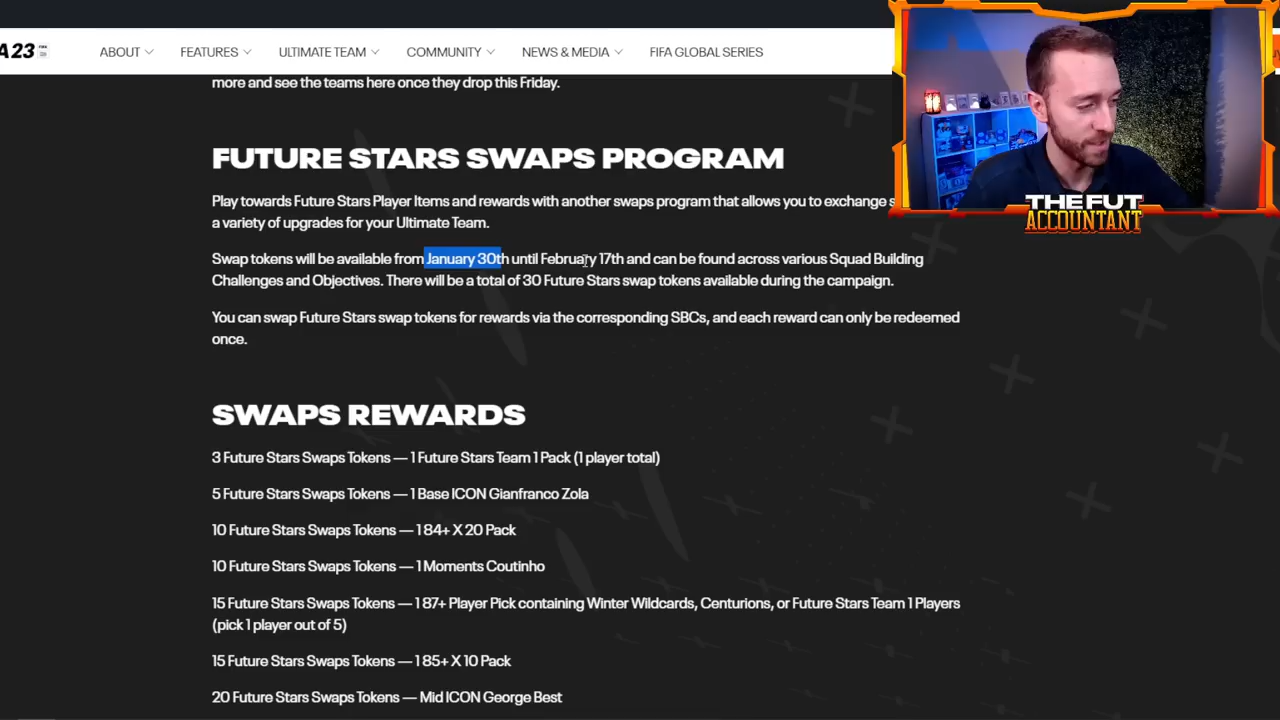 A 23
ABOUT
FEATURES
ULTIMATE TEAM
COMMUNITY
NEWS & MEDIA
FIFA GLOBAL SERIES
more and see the teams here once they drop this Friday.
THE FUT
ACCOUNTANT
FUTURE STARS SWAPS PROGRAM
Play towards Future Stars Player Items and rewards with another swaps program that allows you to exchange
a variety of upgrades for your Ultimate Team.
Swap tokens will be available from January 30th until February 17th and can be found across various Squad Building
Challenges and Objectives. There will be a total of 30 Future Stars swap tokens available during the campaign.
You can swap Future Stars swap tokens for rewards via the corresponding SBCs, and each reward can only be redeemed
once.
SWAPS REWARDS
3 Future Stars Swaps Tokens — 1 Future Stars Team 1 Pack (1 player total)
5 Future Stars Swaps Tokens — 1 Base ICON Gianfranco Zola
10 Future Stars Swaps Tokens — 1 84+ X 20 Pack
10 Future Stars Swaps Tokens — 1 Moments Coutinho
15 Future Stars Swaps Tokens — 1 87+ Player Pick containing Winter Wildcards, Centurions, or Future Stars Team 1 Players
(pick 1 player out of 5)
15 Future Stars Swaps Tokens — 1 85+ X 10 Pack
20 Future Stars Swaps Tokens — Mid ICON George Best